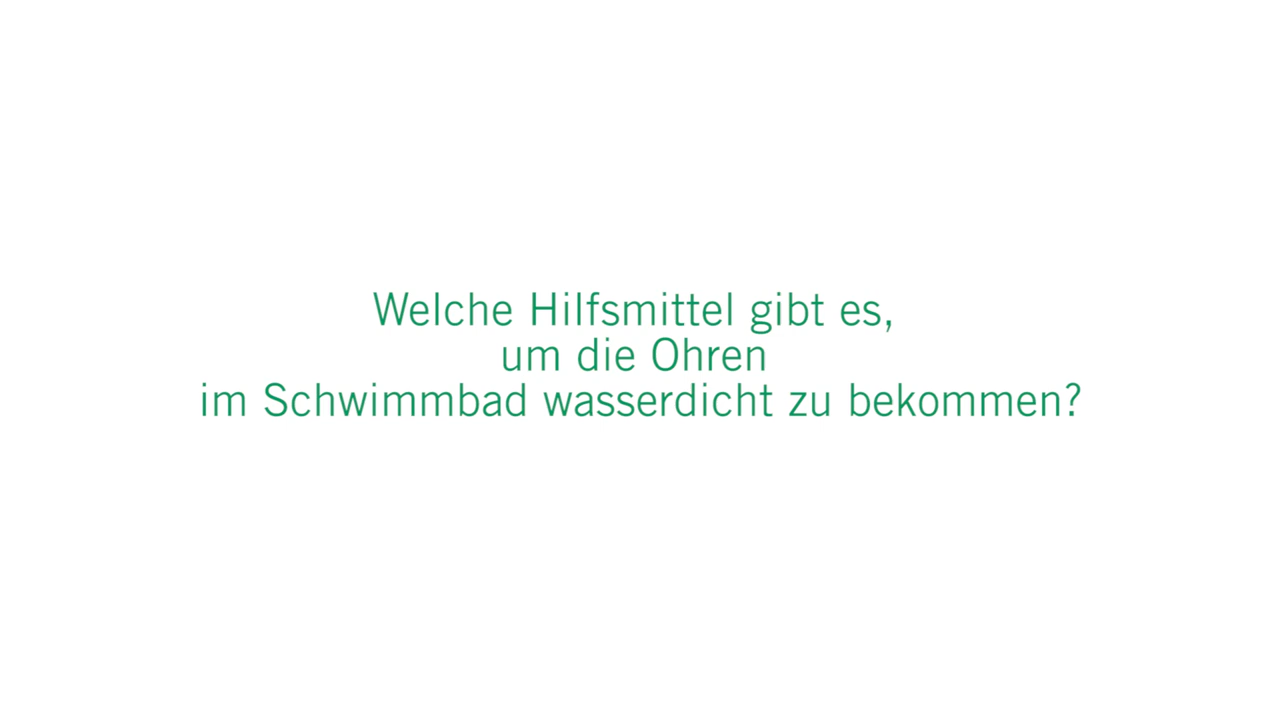 Welche Hilfsmittel gibt es,
um die Ohren
im Schwimmbad wasserdicht zu bekommen?